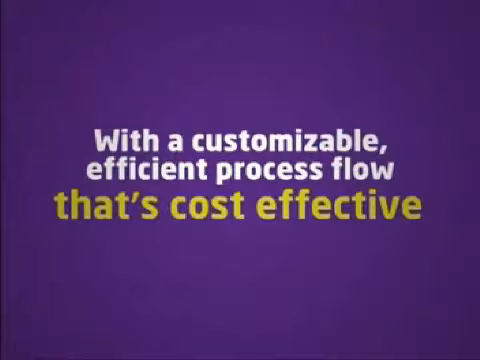 With a customizable,
efficient process flow
that's cost effective